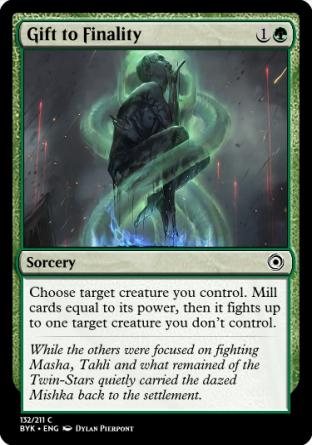 Gift to Finality 1
Sorcery
Choose target creature you control. Mill
cards equal to its power, then it fights up
to one target creature you don't control.
While the others were focused on fighting
Masha, Tahli and what remained of the
Twin-Stars quietly carried the dazed
Mishka back to the settlement.
132/211 C
BYK • ENG Dylan Pierpont